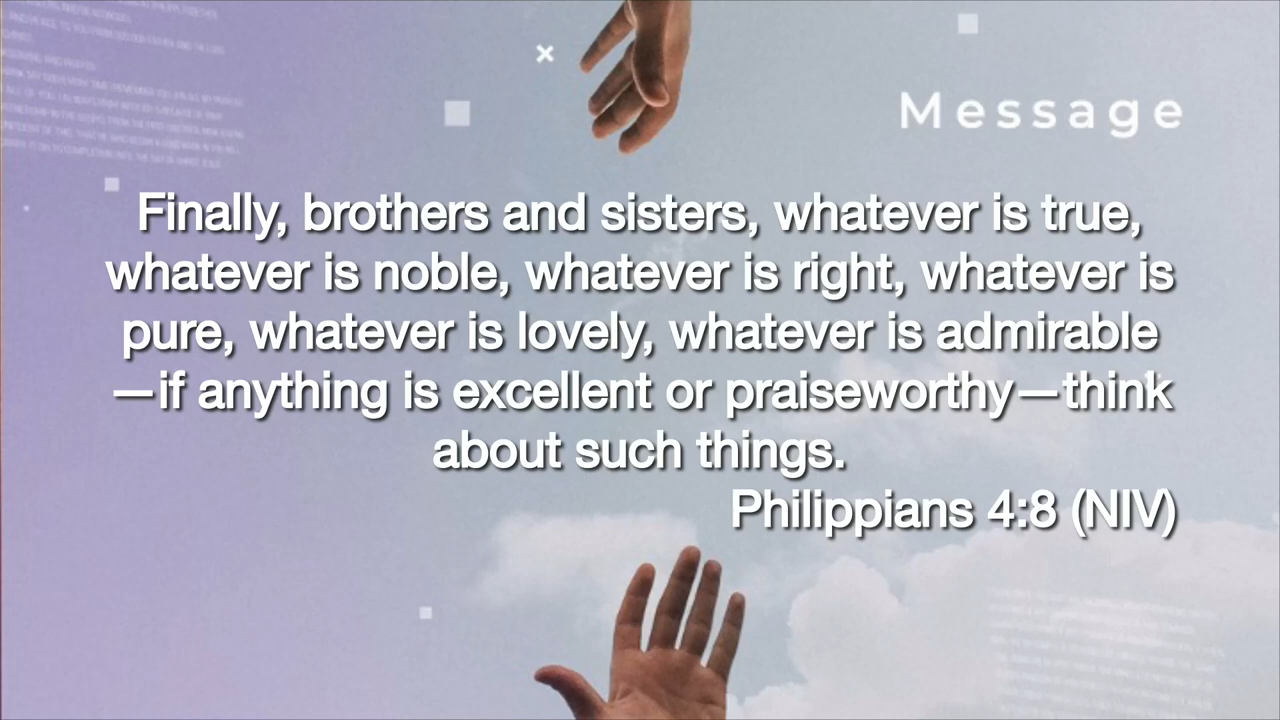 Message
Finally, brothers and sisters, whatever is true,
whatever is noble, whatever is right, whatever is
pure, whatever is lovely, whatever is admirable
—if anything is excellent or praiseworthy—think
about such things.
Philippians 4:8 (NIV)